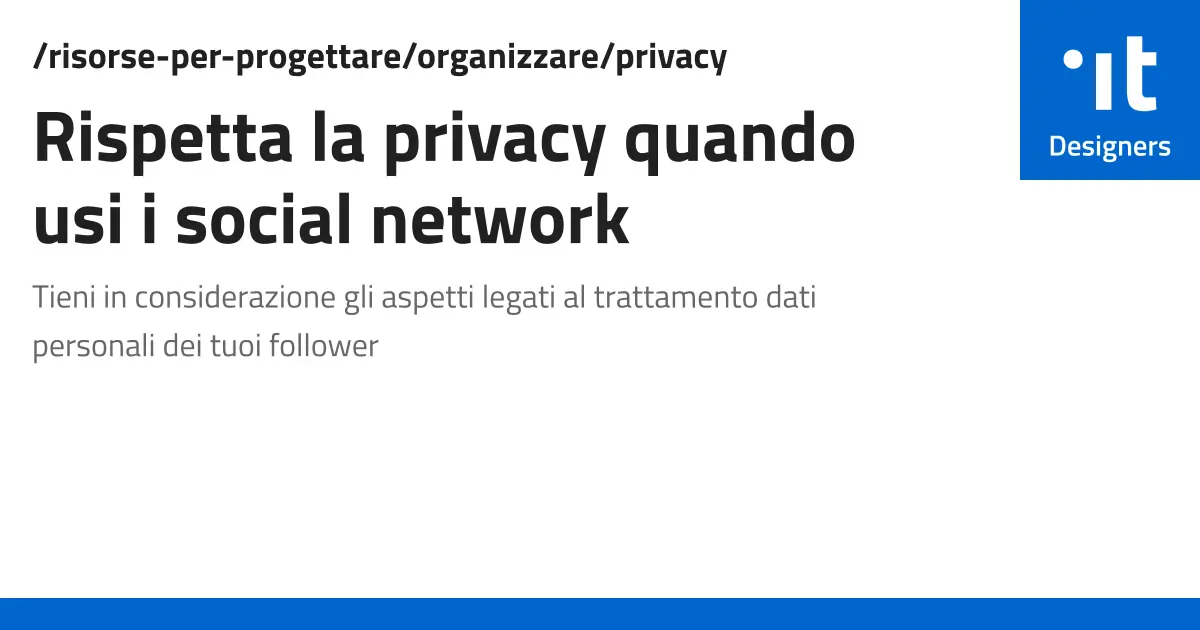 /risorse-per-progettare/organizzare/privacy
Rispetta la privacy quando
usi i social network
Tieni in considerazione gli aspetti legati al trattamento dati
personali dei tuoi follower
it
Designers